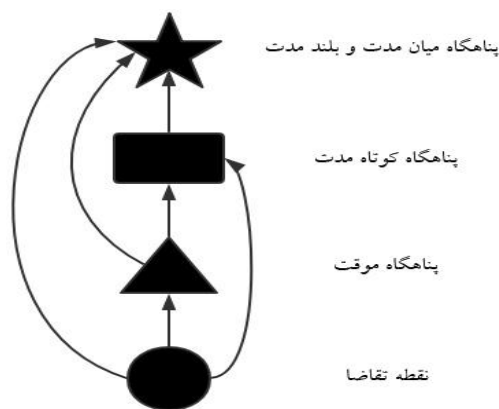 پناهگاه میان مدت و بلند مدت
پناهگاه کوتاه مدت
پناهگاه موقت
نقطه تقاضا